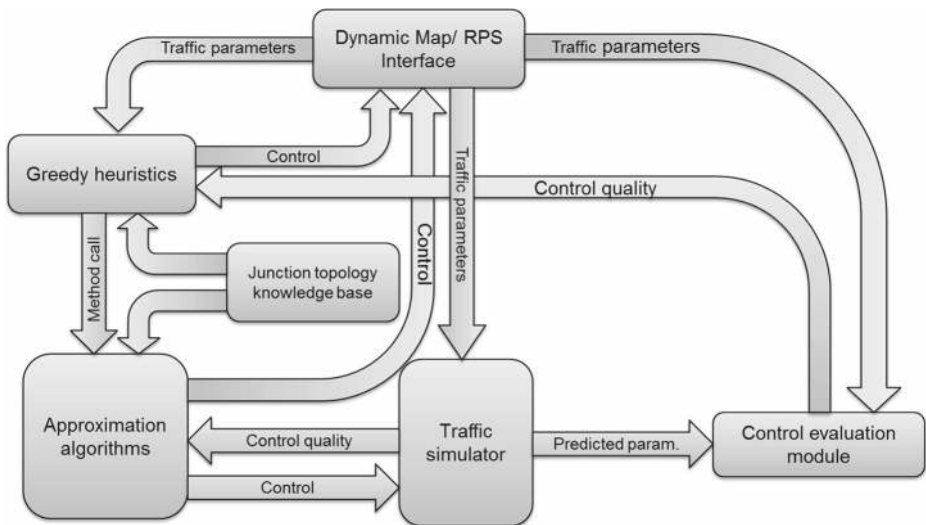 Traffic parameters
Dynamic Map/ RPS
Interface
Traffic parameters
Greedy heuristics
Control
Traffic parameters
Control quality
Method call
Junction topology
knowledge base
Control
Approximation
algorithms
Control quality
Traffic
simulator
Predicted param.
Control evaluation
module
Control